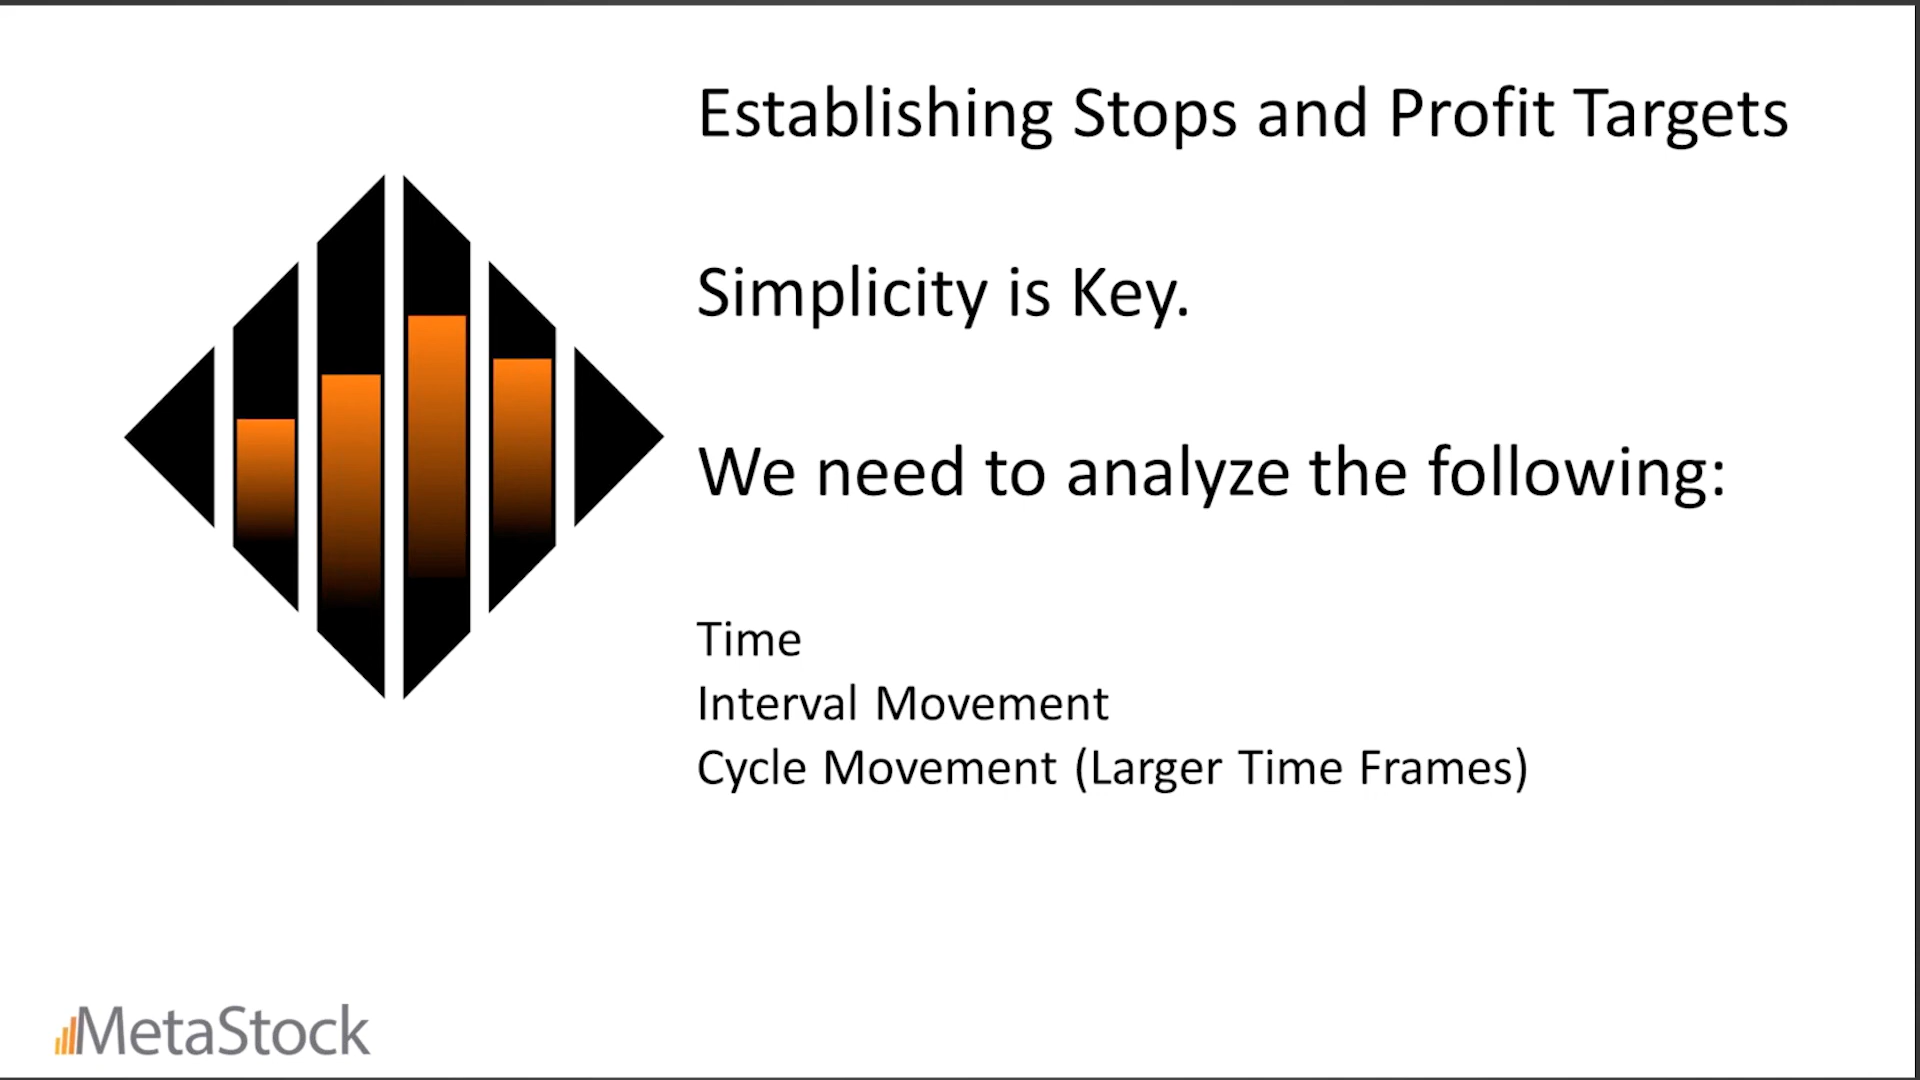 Establishing Stops and Profit Targets
Simplicity is Key.
We need to analyze the following:
Time
Interval Movement
Cycle Movement (Larger Time Frames)
MetaStock